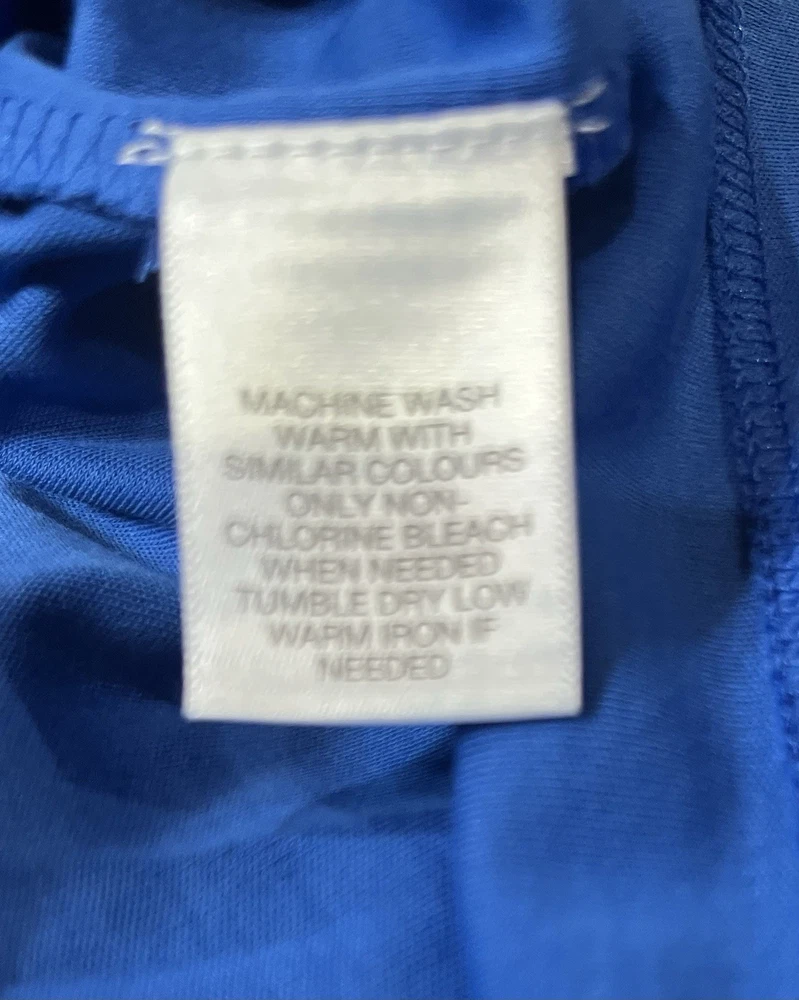 MACHINE WASH
WARM WITH
SIMILAR COLOURS
ONLY NON-
CHLORINE BLEACH
WHEN NEEDED
TUMBLE DRY LOW
WARM IRON IF
NEEDED